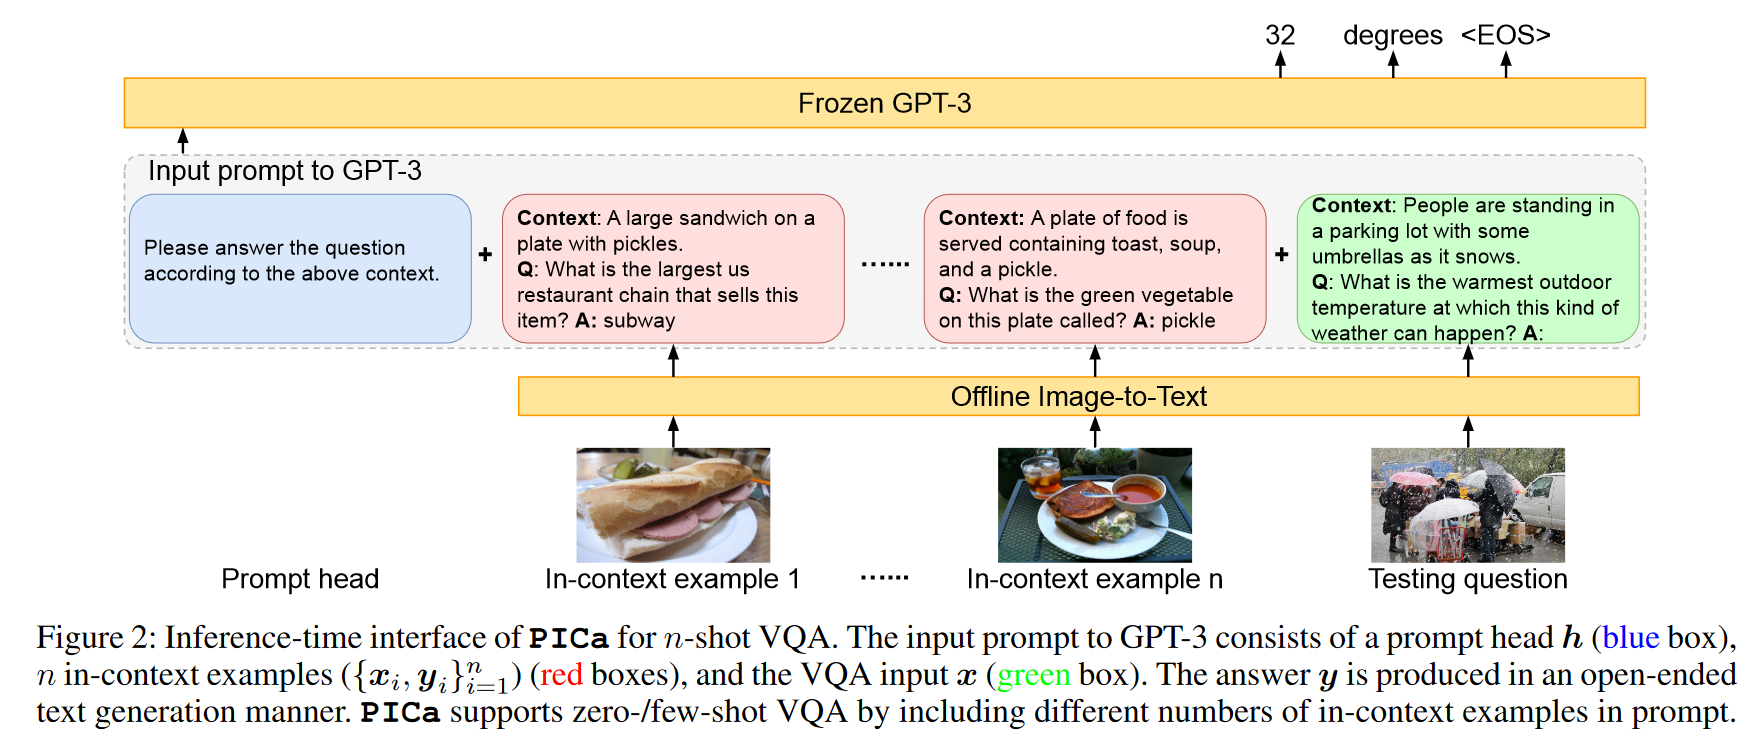 32 degrees <EOS>
Frozen GPT-3
Input prompt to GPT-3
Please answer the question
according to the above context.
+
Context: A large sandwich on a
plate with pickles.
Q: What is the largest us
restaurant chain that sells this
item? A: subway
......
Context: A plate of food is
served containing toast, soup,
and a pickle.
Q: What is the green vegetable
on this plate called? A: pickle
+
Context: People are standing in
a parking lot with some
umbrellas as it snows.
Q: What is the warmest outdoor
temperature at which this kind of
weather can happen? A:
Offline Image-to-Text
Prompt head In-context example 1 ...... In-context example n Testing question
Figure 2: Inference-time interface of PICa for n-shot VQA. The input prompt to GPT-3 consists of a prompt head h (blue box),
n in-context examples ({x_i, y_i}_{i=1}^n) (red boxes), and the VQA input x (green box). The answer y is produced in an open-ended
text generation manner. PICa supports zero-/few-shot VQA by including different numbers of in-context examples in prompt.